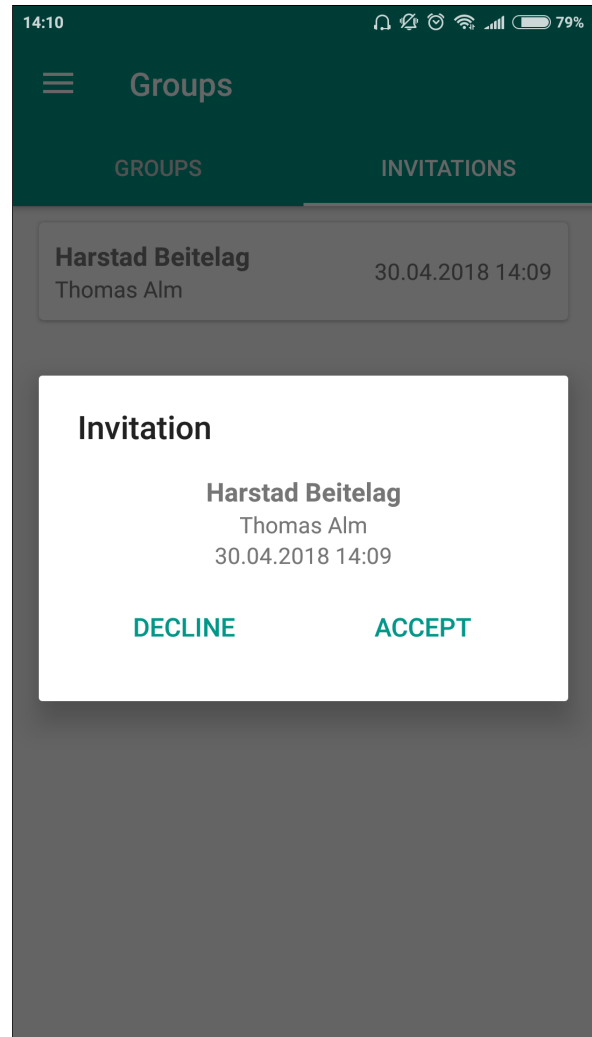 14:10 79%
Groups
GROUPS INVITATIONS
Harstad Beitelag
Thomas Alm
30.04.2018 14:09
Invitation
Harstad Beitelag
Thomas Alm
30.04.2018 14:09
DECLINE ACCEPT